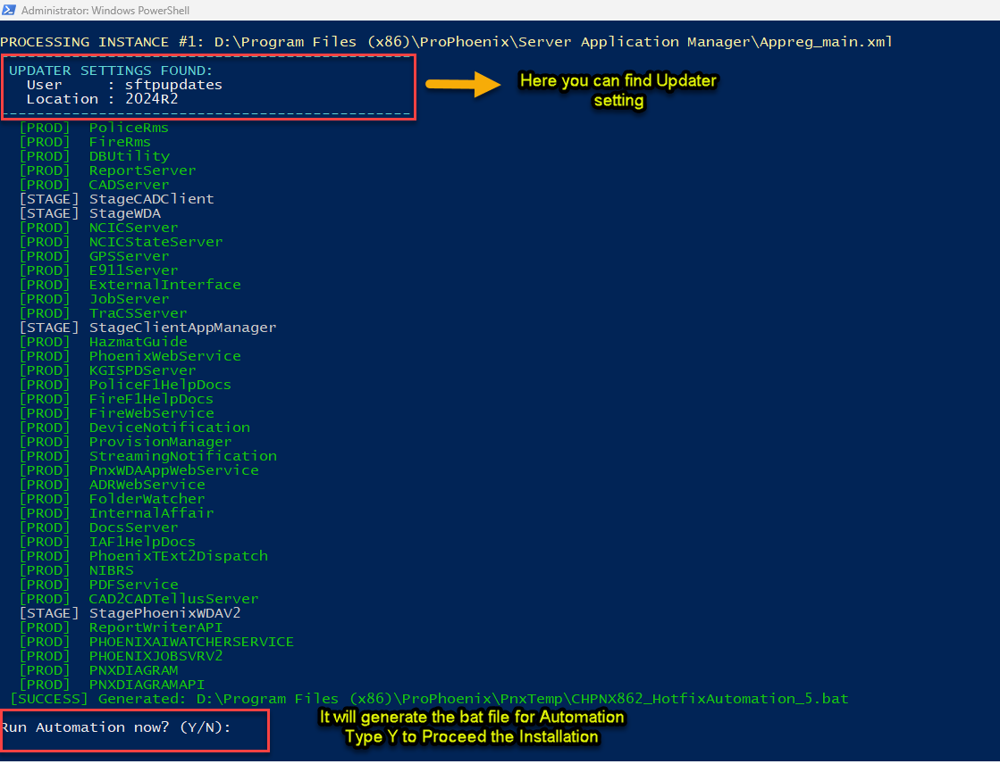 Administrator: Windows PowerShell
PROCESSING INSTANCE #1: D:\Program Files (x86)\ProPhoenix\Server Application Manager\Appreg_main.xml
----------------------------------------------
UPDATER SETTINGS FOUND:
User : sftpupdates
Location : 2024R2
----------------------------------------------
Here you can find Updater
setting
[PROD] PoliceRms
[PROD] FireRms
[PROD] DBUtility
[PROD] ReportServer
[PROD] CADServer
[STAGE] StageCADClient
[STAGE] StageWDA
[PROD] NCICServer
[PROD] NCICStateServer
[PROD] GPSServer
[PROD] E911Server
[PROD] ExternalInterface
[PROD] JobServer
[PROD] TraCSServer
[STAGE] StageClientAppManager
[PROD] HazmatGuide
[PROD] PhoenixWebService
[PROD] KGISPDServer
[PROD] PoliceF1HelpDocs
[PROD] FireF1HelpDocs
[PROD] FireWebService
[PROD] DeviceNotification
[PROD] ProvisionManager
[PROD] StreamingNotification
[PROD] PnxWDAAppWebService
[PROD] ADRWebService
[PROD] FolderWatcher
[PROD] InternalAffair
[PROD] DocsServer
[PROD] IAF1HelpDocs
[PROD] PhoenixTExt2Dispatch
[PROD] NIBRS
[PROD] PDFService
[PROD] CAD2CADTellusServer
[STAGE] StagePhoenixWDAV2
[PROD] ReportWriterAPI
[PROD] PHOENIXAIWATCHERSERVICE
[PROD] PHOENIXJOBSVRV2
[PROD] PNXDIAGRAM
[PROD] PNXDIAGRAMAPI
[SUCCESS] Generated: D:\Program Files (x86)\ProPhoenix\PnxTemp\CHPNX862_HotfixAutomation_5.bat
Run Automation now? (Y/N):
It will generate the bat file for Automation
Type Y to Proceed the Installation